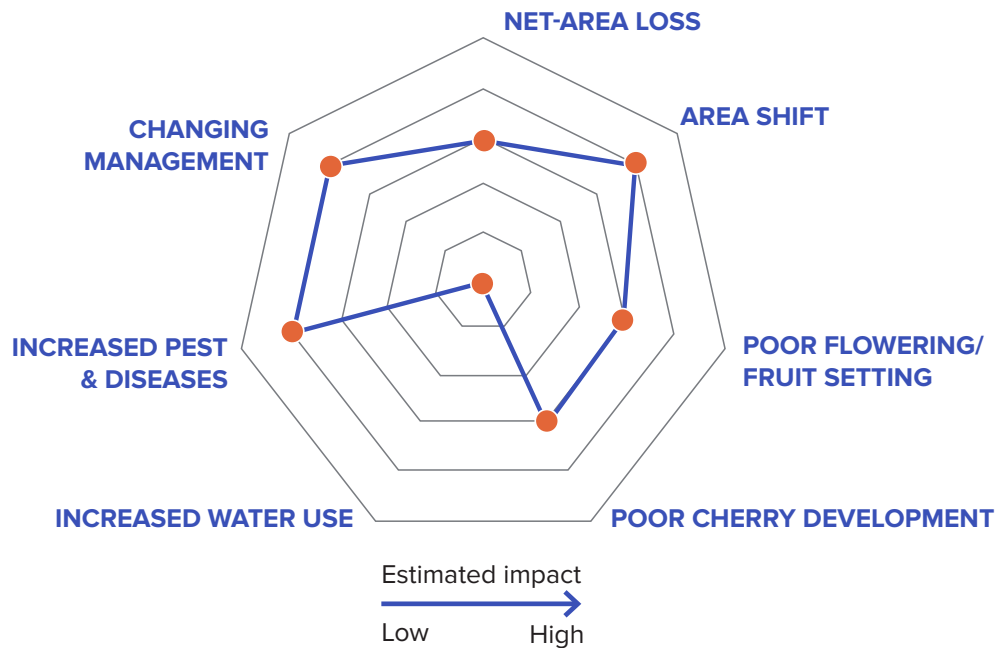 NET-AREA LOSS
AREA SHIFT
CHANGING
MANAGEMENT
INCREASED PEST
& DISEASES
POOR FLOWERING/
FRUIT SETTING
INCREASED WATER USE
POOR CHERRY DEVELOPMENT
Estimated impact
Low
High